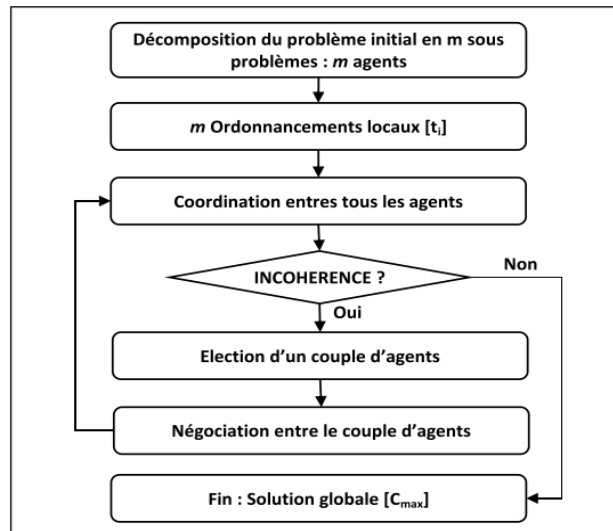 Décomposition du problème initial en m sous
problèmes : m agents
m Ordonnancements locaux [ti]
Coordination entres tous les agents
INCOHERENCE ?
Non
Oui
Election d'un couple d'agents
Négociation entre le couple d'agents
Fin : Solution globale [Cmax]